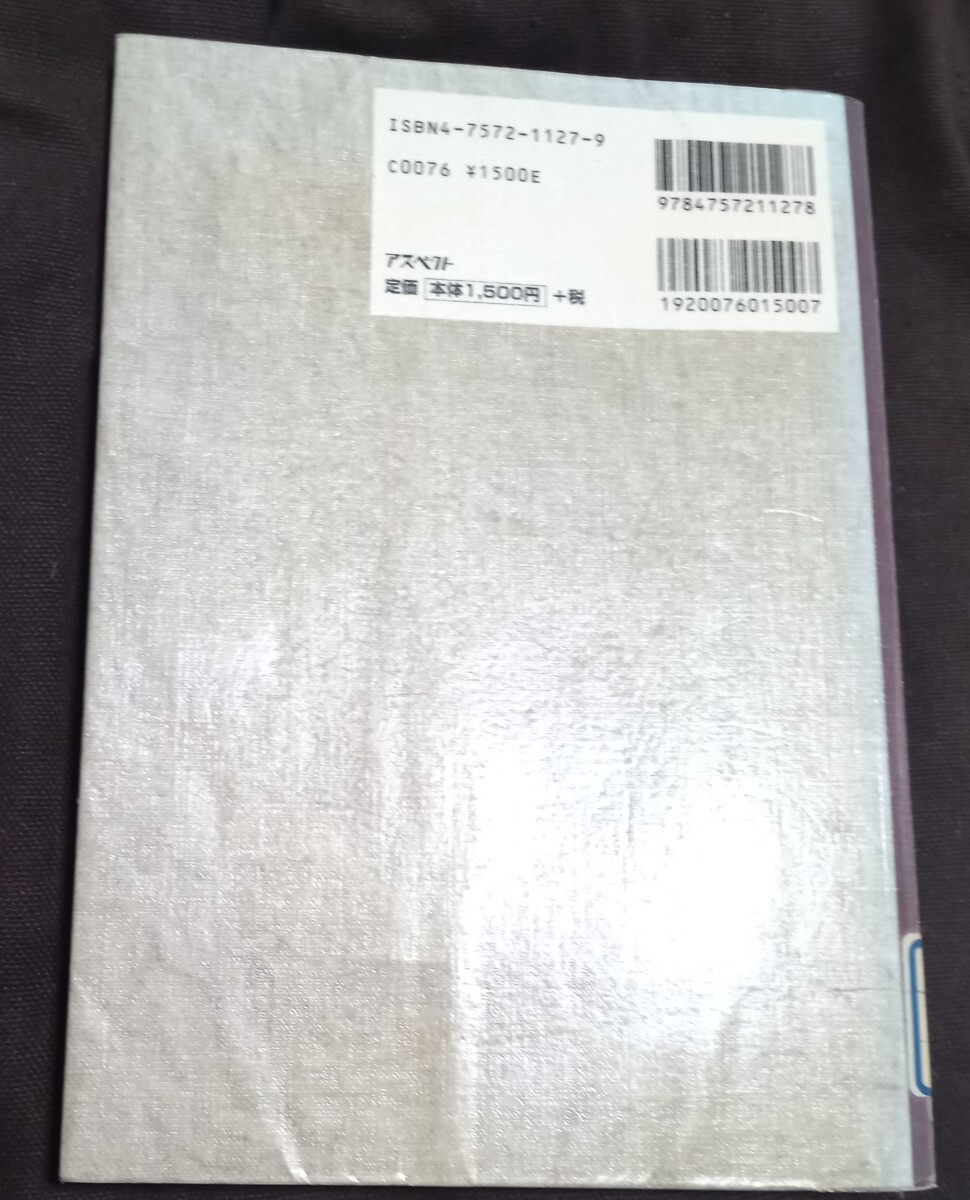 ISBN4-7572-1127-9
C0076 ¥1500E
アスペクト
定価 本体1,500円 +税
9784757211278
1920076015007